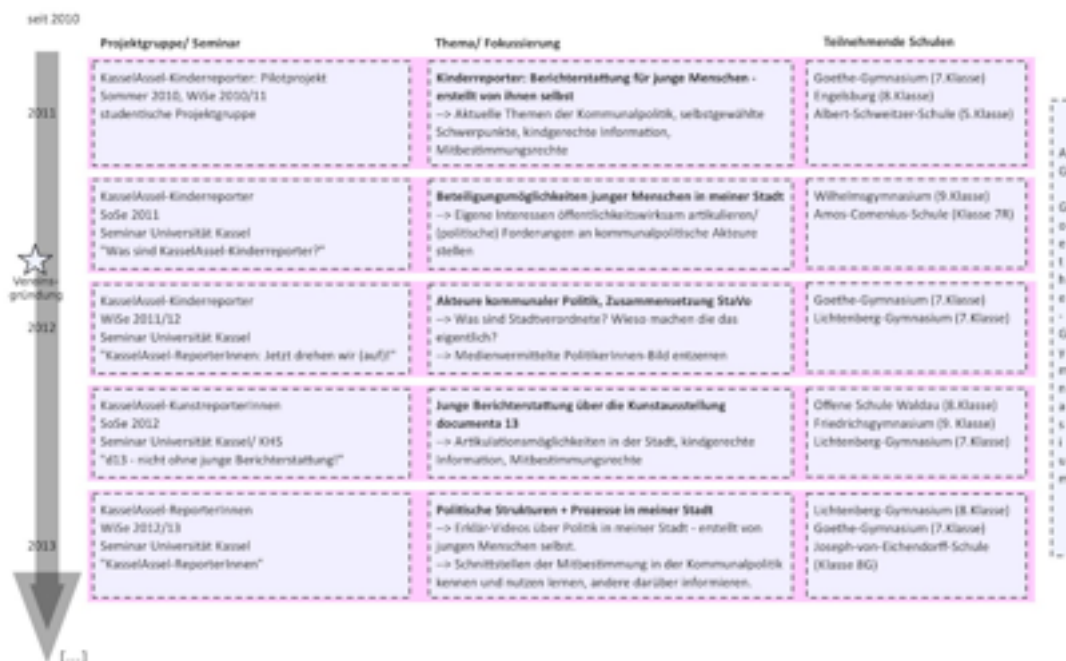 seit 2010
Projektgruppe/ Seminar
Thema/ Fokussierung
Teilnehmende Schulen
KasselAssel-Kinderreporter: Pilotprojekt
Sommer 2010, WiSe 2010/11
studentische Projektgruppe
Kinderreporter: Berichterstattung für junge Menschen -
erstellt von ihnen selbst
--> Aktuelle Themen der Kommunalpolitik, selbstgewählte
Schwerpunkte, kindgerechte Information,
Mitbestimmungsrechte
Goethe-Gymnasium (7.Klasse)
Engelsburg (8.Klasse)
Albert-Schweitzer-Schule (5.Klasse)
2011
KasselAssel-Kinderreporter
SoSe 2011
Seminar Universität Kassel
"Was sind KasselAssel-Kinderreporter?"
Beteiligungsmöglichkeiten junger Menschen in meiner Stadt
--> Eigene Interessen öffentlichkeitswirksam artikulieren/
(politische) Forderungen an kommunalpolitische Akteure
stellen
Wilhelmsgymnasium (9.Klasse)
Amos-Comenius-Schule (Klasse 7R)
Vereins-
gründung
2012
KasselAssel-Kinderreporter
WiSe 2011/12
Seminar Universität Kassel
"KasselAssel-ReporterInnen: Jetzt drehen wir (auf)!"
Akteure kommunaler Politik, Zusammensetzung StaVo
--> Was sind Stadtverordnete? Wieso machen die das
eigentlich?
--> Medienvermittelte PolitikerInnen-Bild entzerren
Goethe-Gymnasium (7.Klasse)
Lichtenberg-Gymnasium (7.Klasse)
KasselAssel-KunstreporterInnen
SoSe 2012
Seminar Universität Kassel/ KHS
"d13 - nicht ohne junge Berichterstattung!"
Junge Berichterstattung über die Kunstausstellung
documenta 13
--> Artikulationsmöglichkeiten in der Stadt, kindgerechte
Information, Mitbestimmungsrechte
Offene Schule Waldau (8.Klasse)
Friedrichsgymnasium (9. Klasse)
Lichtenberg-Gymnasium (7.Klasse)
2013
KasselAssel-ReporterInnen
WiSe 2012/13
Seminar Universität Kassel
"KasselAssel-ReporterInnen"
Politische Strukturen + Prozesse in meiner Stadt
--> Erklär-Videos über Politik in meiner Stadt - erstellt von
jungen Menschen selbst.
--> Schnittstellen der Mitbestimmung in der Kommunalpolitik
kennen und nutzen lernen, andere darüber informieren.
Lichtenberg-Gymnasium (8.Klasse)
Goethe-Gymnasium (7.Klasse)
Joseph-von-Eichendorff-Schule
(Klasse 8G)
[...]